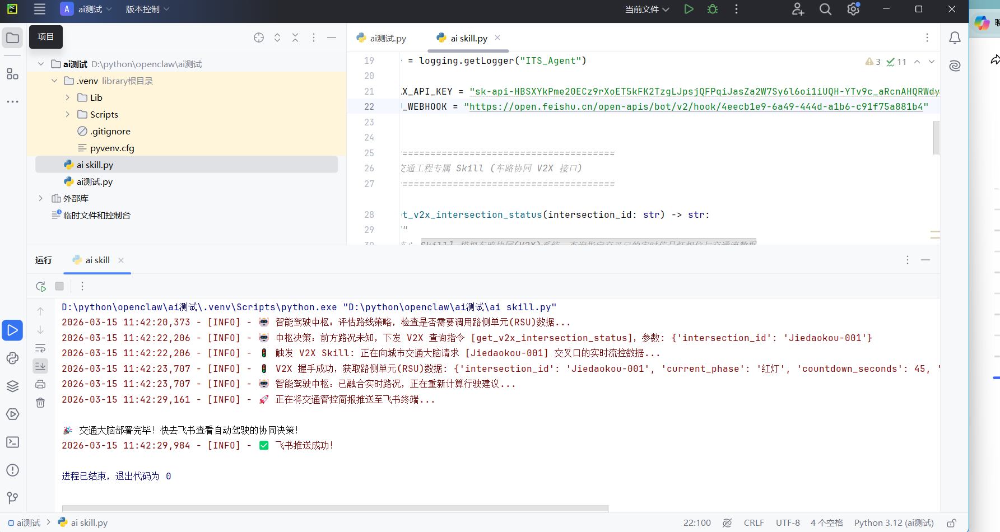 PC
A ai测试 版本控制 当前文件
项目
ai测试.py ai skill.py
ai测试 D:\python\openclaw\ai测试
.venv library根目录
Lib
Scripts
.gitignore
pyvenv.cfg
ai skill.py
ai测试.py
外部库
临时文件和控制台
3 11
19 = logging.getLogger("ITS_Agent")
20
21 X_API_KEY = "sk-api-HBSXYkPme20ECz9rXoET5kFK2TzgLJpsjQFPqiJasZa2W7Sy6l6oi1iUQH-YTv9c_aRcnAHQRWdy
22 _WEBHOOK = "https://open.feishu.cn/open-apis/bot/v2/hook/4eecb1e9-6a49-444d-a1b6-c91f75a881b4"
23
24
25 ======================================
26 交通工程专属 Skill (车路协同 V2X 接口)
27 ======================================
28 t_v2x_intersection_status(intersection_id: str) -> str:
29 "
运行 ai skill
D:\python\openclaw\ai测试\.venv\Scripts\python.exe "D:\python\openclaw\ai测试\ai skill.py"
2026-03-15 11:42:20,373 - [INFO] - 🤖 智能驾驶中枢：评估路线策略，检查是否需要调用路侧单元(RSU)数据...
2026-03-15 11:42:22,206 - [INFO] - 🤖 中枢决策：前方路况未知，下发 V2X 查询指令 [get_v2x_intersection_status]，参数: {'intersection_id': 'Jiedaokou-001'}
2026-03-15 11:42:22,206 - [INFO] - 🚦 触发 V2X Skill: 正在向城市交通大脑请求 [Jiedaokou-001] 交叉口的实时流控数据...
2026-03-15 11:42:23,707 - [INFO] - 🚦 V2X 握手成功，获取路侧单元(RSU)数据: {'intersection_id': 'Jiedaokou-001', 'current_phase': '红灯', 'countdown_seconds': 45, '
2026-03-15 11:42:23,707 - [INFO] - 🤖 智能驾驶中枢：已融合实时路况，正在重新计算行驶建议...
2026-03-15 11:42:29,161 - [INFO] - 🚀 正在将交通管控简报推送至飞书终端...
🎉 交通大脑部署完毕！快去飞书查看自动驾驶的协同决策！
2026-03-15 11:42:29,984 - [INFO] - ✅ 飞书推送成功！
进程已结束，退出代码为 0
ai测试 > ai skill.py 22:100 CRLF UTF-8 4 个空格 Python 3.12 (ai测试)